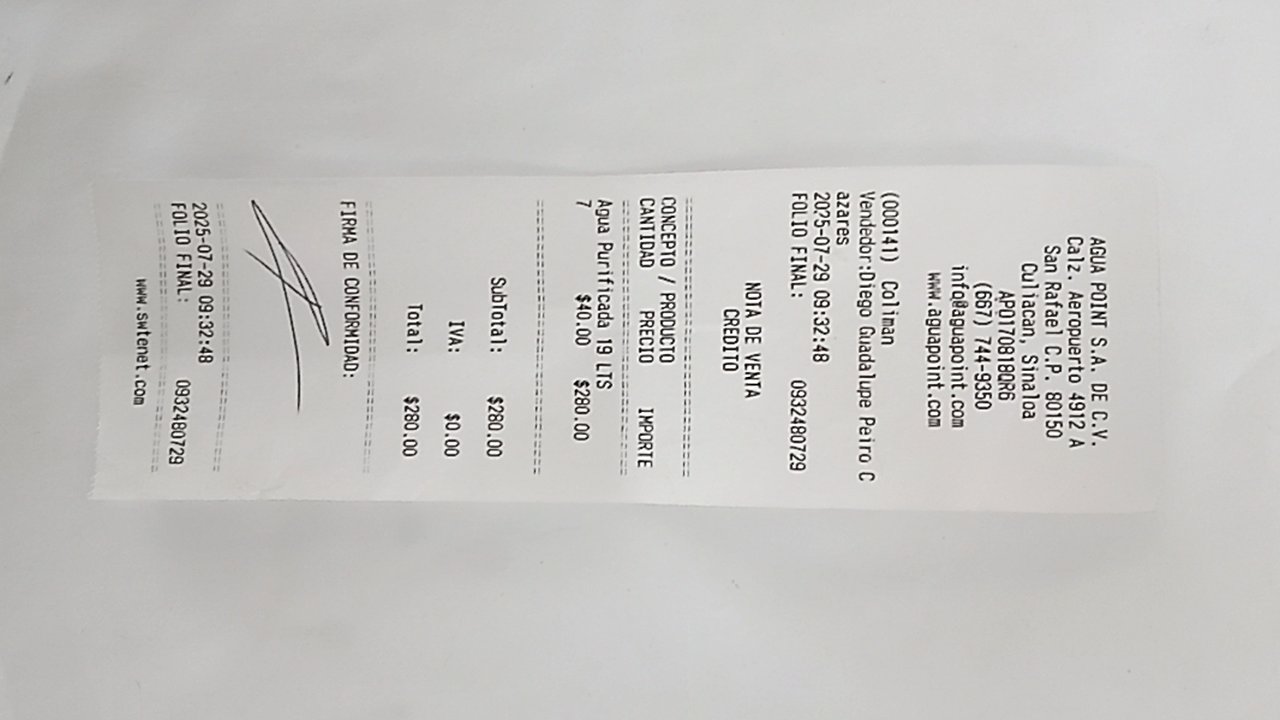 AGUA POINT S.A. DE C.V.
Calz. Aeropuerto 4912 A
San Rafael C.P. 80150
Culiacan, Sinaloa
APO170818QR6
(667) 744-9350
info@aguapoint.com
www.aguapoint.com
(000141) Coliman
Vendedor:Diego Guadalupe Peiro C
azares
2025-07-29 09:32:48
FOLIO FINAL: 0932480729
NOTA DE VENTA
CREDITO
CONCEPTO / PRODUCTO
CANTIDAD PRECIO IMPORTE
Agua Purificada 19 LTS
7 $40.00 $280.00
SubTotal: $280.00
IVA: $0.00
Total: $280.00
FIRMA DE CONFORMIDAD:
2025-07-29 09:32:48
FOLIO FINAL: 0932480729
www.swtenet.com